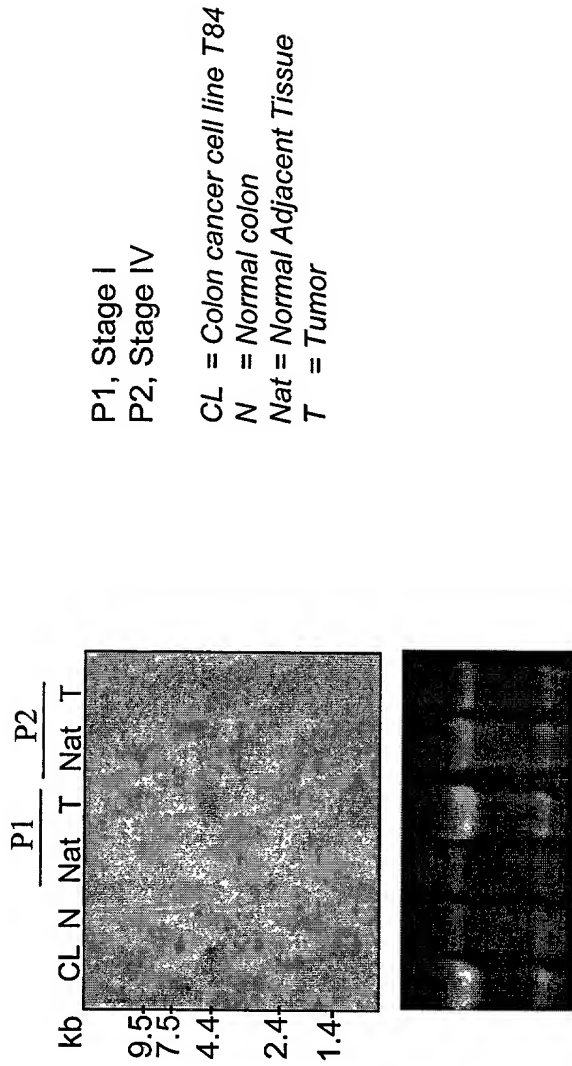 P1 P2
kb CL N Nat T Nat T
9.5-
7.5-
4.4-
2.4-
1.4-
P1, Stage I
P2, Stage IV
CL = Colon cancer cell line T84
N = Normal colon
Nat = Normal Adjacent Tissue
T = Tumor